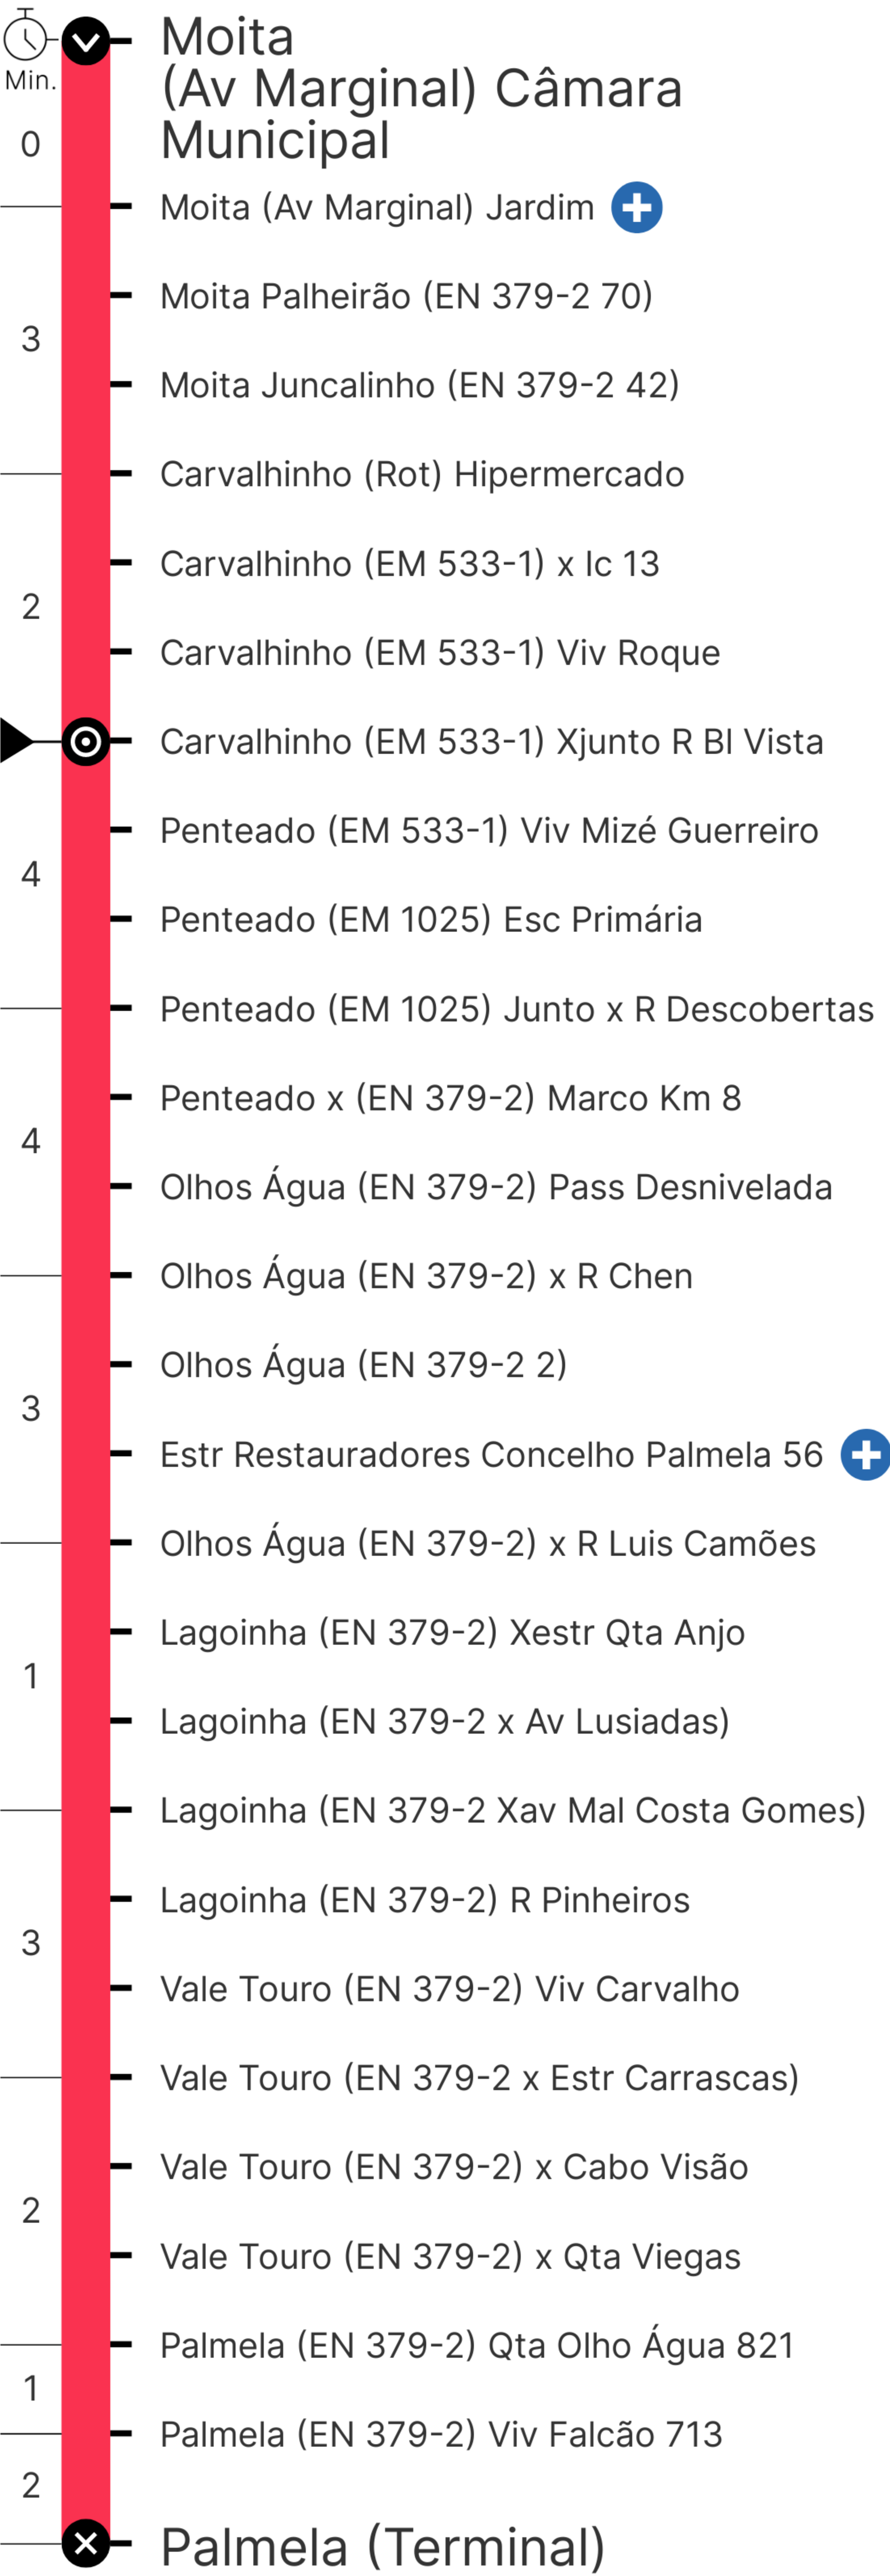 Min.
Moita
(Av Marginal) Câmara
Municipal
0
Moita (Av Marginal) Jardim
Moita Palheirão (EN 379-2 70)
3
Moita Juncalinho (EN 379-2 42)
Carvalhinho (Rot) Hipermercado
Carvalhinho (EM 533-1) x Ic 13
2
Carvalhinho (EM 533-1) Viv Roque
Carvalhinho (EM 533-1) Xjunto R Bl Vista
Penteado (EM 533-1) Viv Mizé Guerreiro
4
Penteado (EM 1025) Esc Primária
Penteado (EM 1025) Junto x R Descobertas
Penteado x (EN 379-2) Marco Km 8
4
Olhos Água (EN 379-2) Pass Desnivelada
Olhos Água (EN 379-2) x R Chen
Olhos Água (EN 379-2 2)
3
Estr Restauradores Concelho Palmela 56
Olhos Água (EN 379-2) x R Luis Camões
Lagoinha (EN 379-2) Xestr Qta Anjo
1
Lagoinha (EN 379-2 x Av Lusiadas)
Lagoinha (EN 379-2 Xav Mal Costa Gomes)
Lagoinha (EN 379-2) R Pinheiros
3
Vale Touro (EN 379-2) Viv Carvalho
Vale Touro (EN 379-2 x Estr Carrascas)
Vale Touro (EN 379-2) x Cabo Visão
2
Vale Touro (EN 379-2) x Qta Viegas
Palmela (EN 379-2) Qta Olho Água 821
1
Palmela (EN 379-2) Viv Falcão 713
2
Palmela (Terminal)